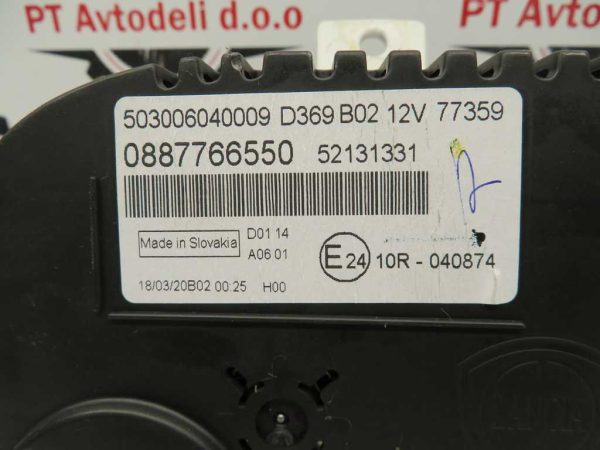 PT Avtodeli d.o.o
PT Avtodeli d.o.o
503006040009 D369 B02 12V 77359
0887766550 52131331
Made in Slovakia
D01 14
A06 01
E24 10R - 040874
18/03/20B02 00:25 H00